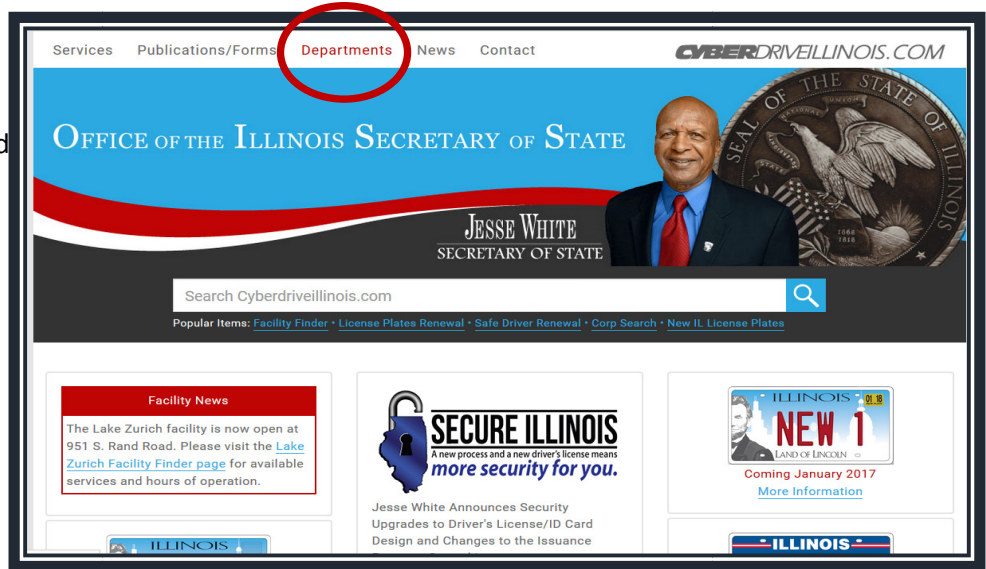 Services Publications/Forms Departments News Contact
CYBERDRIVEILLINOIS.COM
d
OFFICE OF THE ILLINOIS SECRETARY OF STATE
SEAL OF THE STATE OF ILLINOIS
1868
1818
JESSE WHITE
SECRETARY OF STATE
Search Cyberdriveillinois.com
Popular Items: Facility Finder • License Plates Renewal • Safe Driver Renewal • Corp Search • New IL License Plates
Facility News
The Lake Zurich facility is now open at
951 S. Rand Road. Please visit the Lake
Zurich Facility Finder page for available
services and hours of operation.
ILLINOIS
SECURE ILLINOIS
A new process and a new driver's license means
more security for you.
Jesse White Announces Security
Upgrades to Driver's License/ID Card
Design and Changes to the Issuance
ILLINOIS 01 18
NEW 1
LAND OF LINCOLN
Coming January 2017
More Information
ILLINOIS